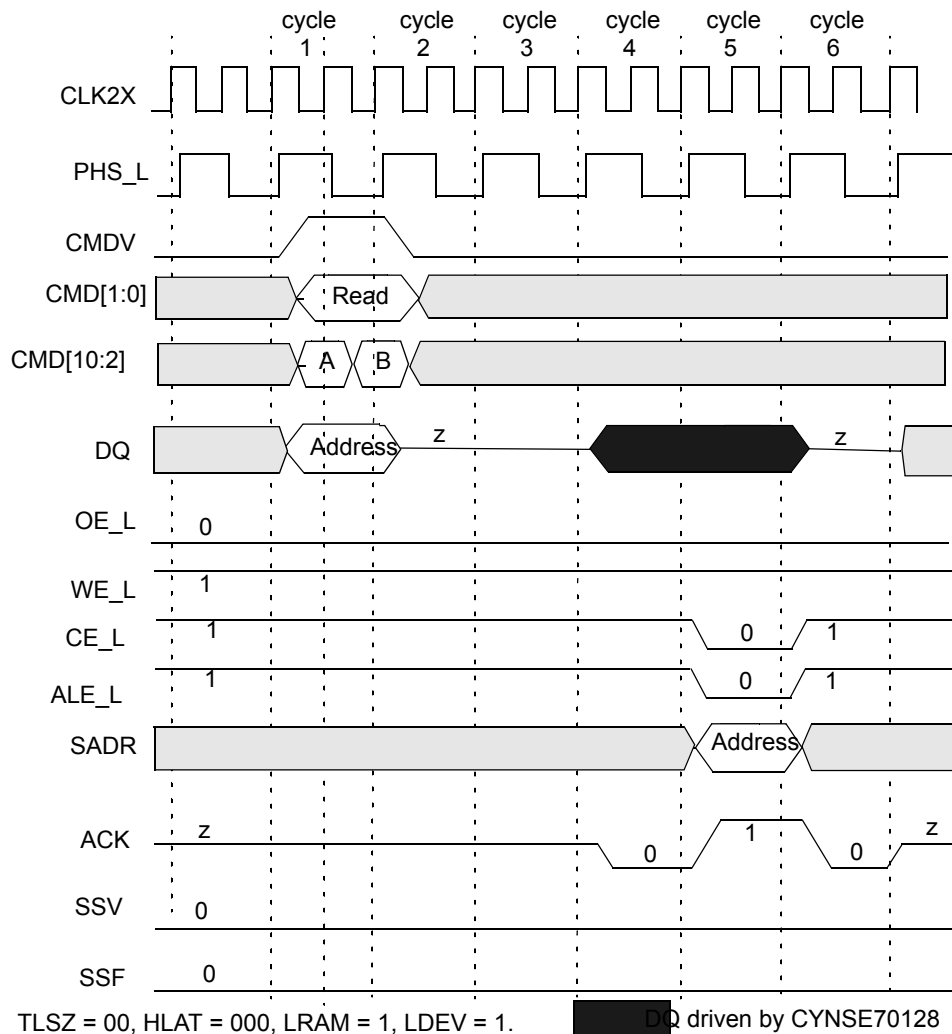 cycle 1 cycle 2 cycle 3 cycle 4 cycle 5 cycle 6
CLK2X
PHS_L
CMDV
CMD[1:0] Read
CMD[10:2] A B
DQ Address z z
OE_L 0
WE_L 1
CE_L 1 0 1
ALE_L 1 0 1
SADR Address
ACK z 0 1 0 z
SSV 0
SSF 0
TLSZ = 00, HLAT = 000, LRAM = 1, LDEV = 1. DQ driven by CYNSE70128